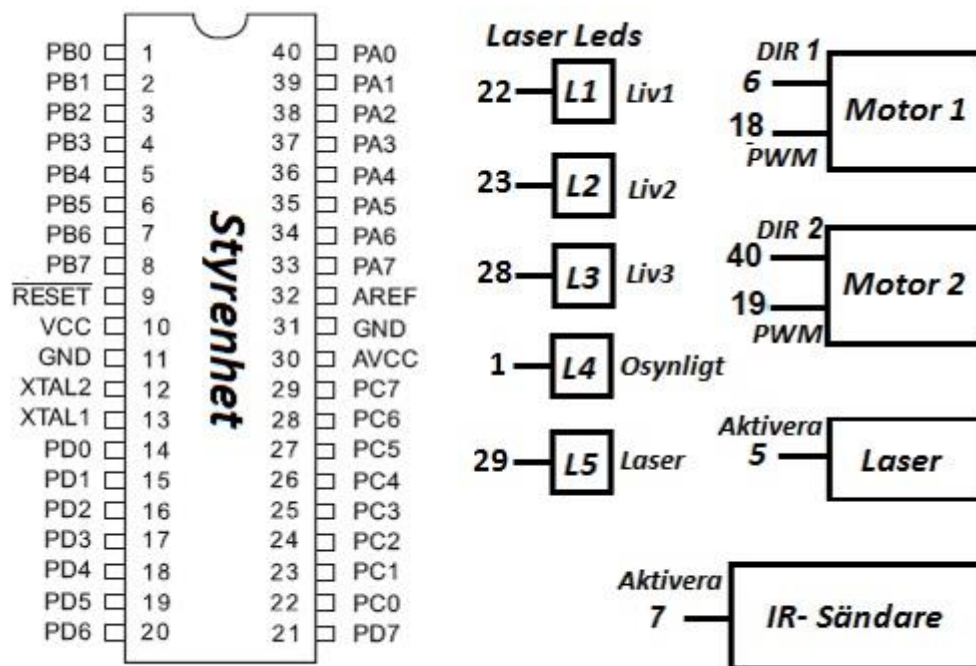 PB0 1 40 PA0
PB1 2 39 PA1
PB2 3 38 PA2
PB3 4 37 PA3
PB4 5 36 PA4
PB5 6 35 PA5
PB6 7 34 PA6
PB7 8 33 PA7
RESET 9 32 AREF
VCC 10 31 GND
GND 11 30 AVCC
XTAL2 12 29 PC7
XTAL1 13 28 PC6
PD0 14 27 PC5
PD1 15 26 PC4
PD2 16 25 PC3
PD3 17 24 PC2
PD4 18 23 PC1
PD5 19 22 PC0
PD6 20 21 PD7
Styrenhet
Laser Leds
22 L1 Liv1
23 L2 Liv2
28 L3 Liv3
1 L4 Osynligt
29 L5 Laser
DIR 1
6
Motor 1
18
PWM
DIR 2
40
Motor 2
19
PWM
Aktivera
5 Laser
Aktivera
7 IR- Sändare